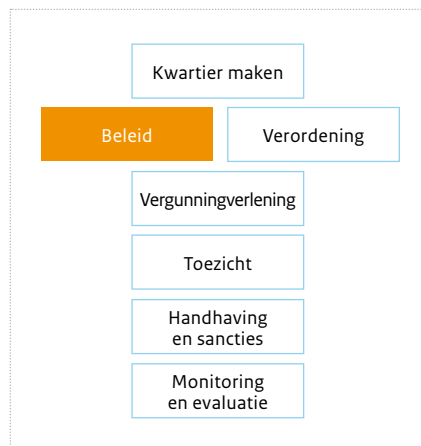 Kwartier maken
Beleid
Verordening
Vergunningverlening
Toezicht
Handhaving
en sancties
Monitoring
en evaluatie